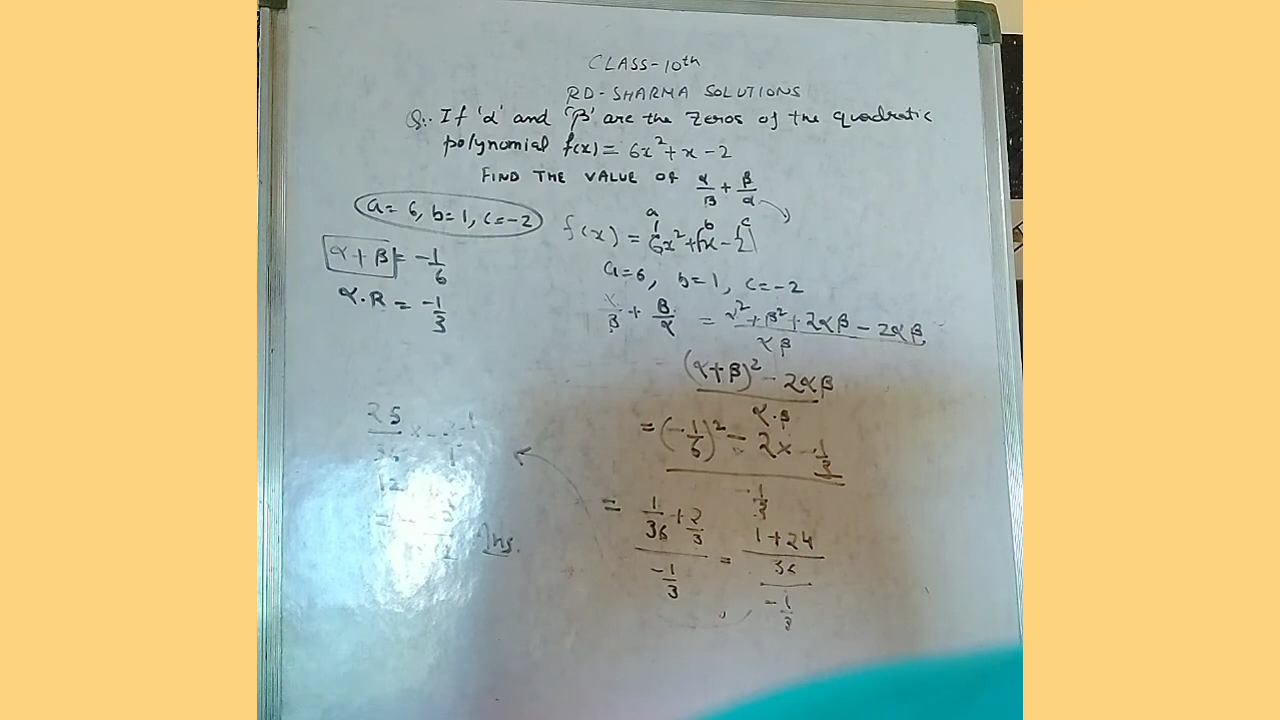 CLASS-10th
RD-SHARMA SOLUTIONS
Q:. If 'α' and 'β' are the zeros of the quadratic
polynomial f(x) = 6x² + x - 2
FIND THE VALUE OF α/β + β/α
a = 6, b = 1, c = -2
α + β = -1/6
α.β = -1/3
a b c
f(x) = 6x² + x - 2
a = 6, b = 1, c = -2
α/β + β/α = (α² + β² + 2αβ - 2αβ)/αβ
((α+β)² - 2αβ)/α.β
= ((-1/6)² - 2x -1/3)/(-1/3)
= (1/36 + 2/3)/(-1/3) = ((1+24)/36)/(-1/3)
25/36 x
12
Ans.